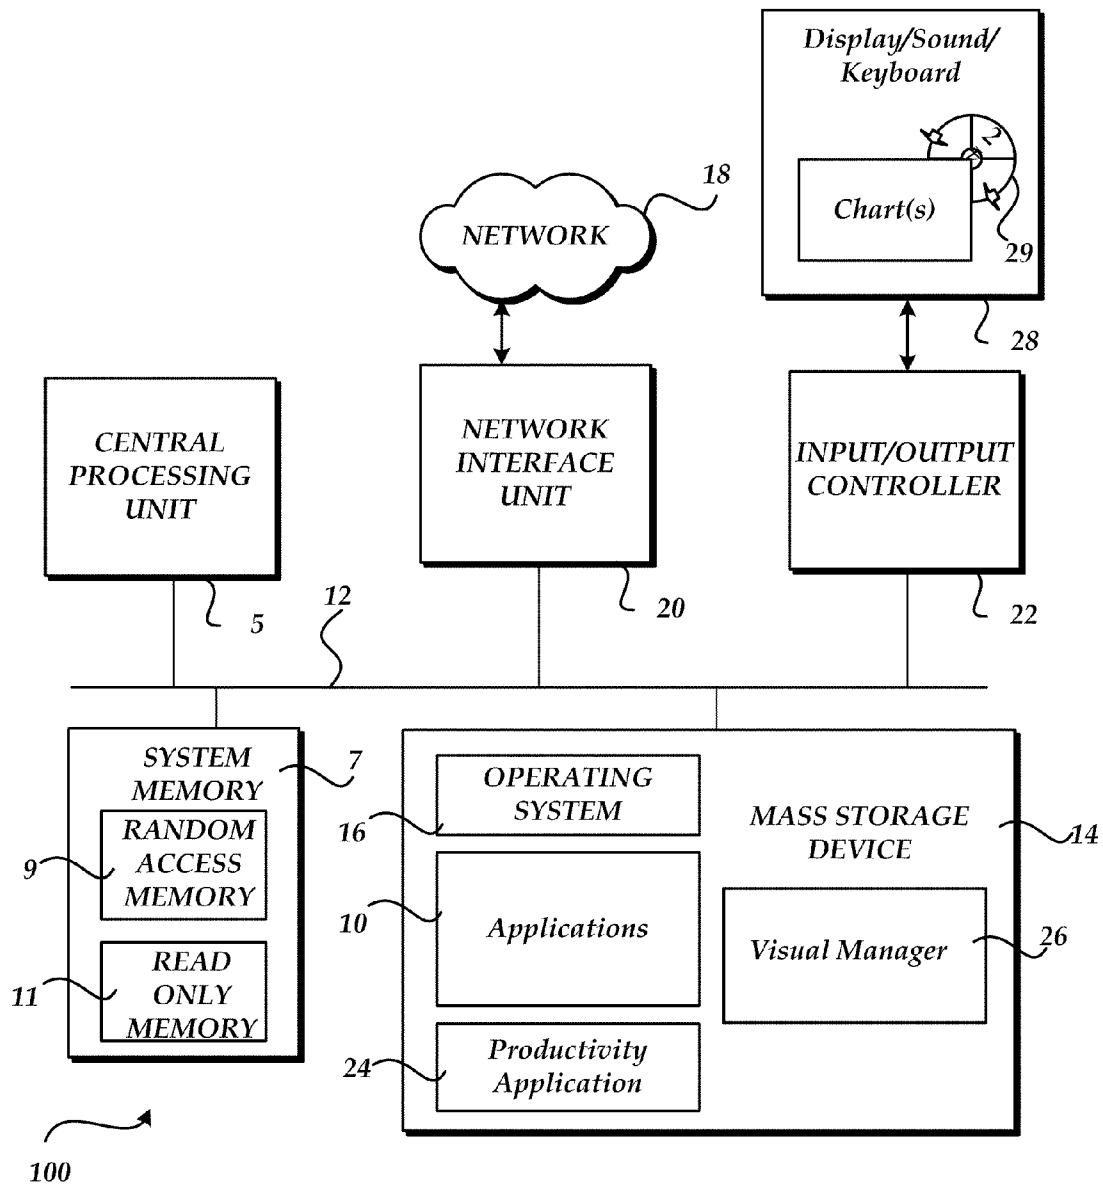 Display/Sound/
Keyboard
2
Chart(s)
29
28
18
NETWORK
CENTRAL
PROCESSING
UNIT
5
NETWORK
INTERFACE
UNIT
20
INPUT/OUTPUT
CONTROLLER
22
12
SYSTEM
MEMORY
7
RANDOM
ACCESS
MEMORY
9
READ
ONLY
MEMORY
11
OPERATING
SYSTEM
16
MASS STORAGE
DEVICE
14
Applications
10
Visual Manager
26
Productivity
Application
24
100